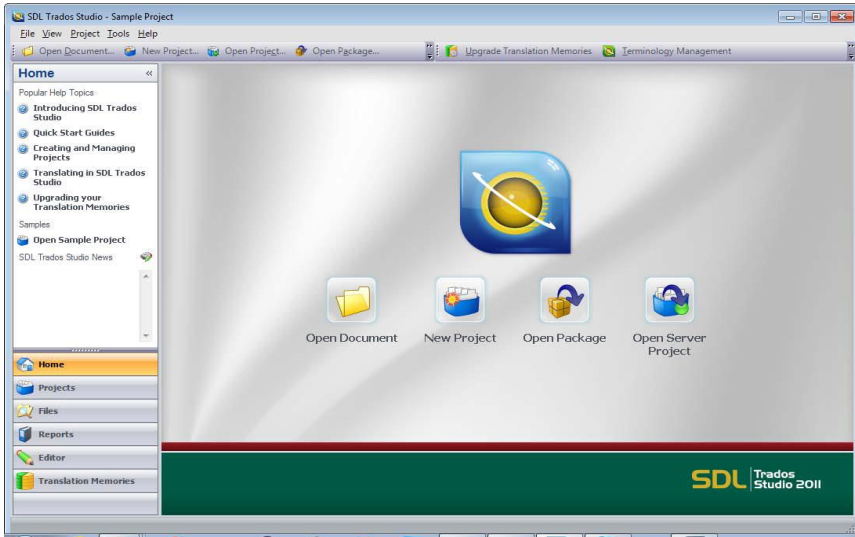 SDL Trados Studio - Sample Project
File View Project Tools Help
Open Document... New Project... Open Project... Open Package... Upgrade Translation Memories Terminology Management
Home «
Popular Help Topics
Introducing SDL Trados
Studio
Quick Start Guides
Creating and Managing
Projects
Translating in SDL Trados
Studio
Upgrading your
Translation Memories
Samples
Open Sample Project
SDL Trados Studio News
Home
Projects
Files
Reports
Editor
Translation Memories
Open Document
New Project
Open Package
Open Server
Project
SDL Trados
Studio 2011